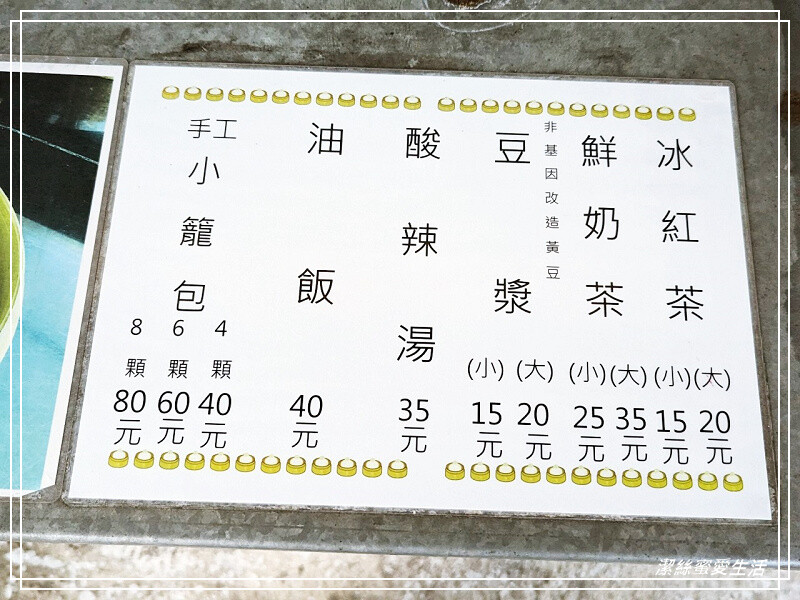 冰紅茶
(小) (大)
15元 20元
鮮奶茶
(小) (大)
25元 35元
非基因改造黃豆
豆漿
(小) (大)
15元 20元
酸辣湯
35元
油飯
40元
手工
小籠包
8顆 6顆 4顆
80元 60元 40元
潔絲蜜愛生活